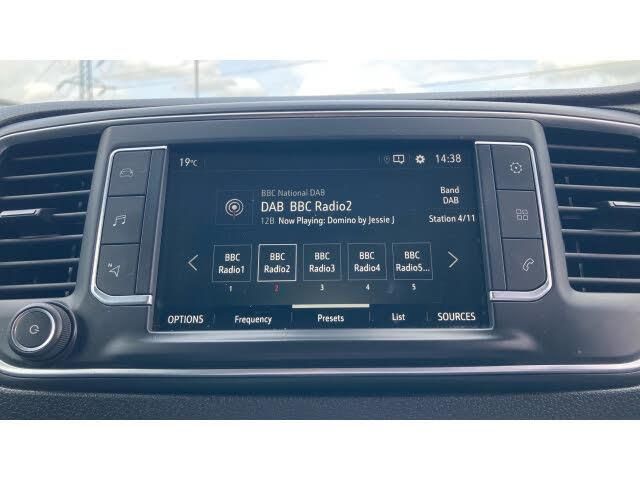 19°C
14:38
BBC National DAB
DAB BBC Radio2
12B Now Playing: Domino by Jessie J
Band
DAB
Station 4/11
BBC Radio1
BBC Radio2
BBC Radio3
BBC Radio4
BBC Radio5...
1 2 3 4 5
OPTIONS Frequency Presets List SOURCES